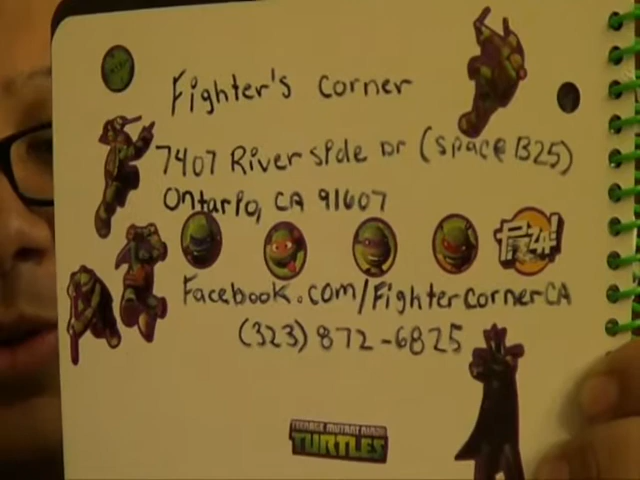 Fighter's Corner
7407 Riverside Dr (Space B25)
Ontario, CA 91607
PIZZA!
Facebook.com/FighterCornerCA
(323) 872-6825
TEENAGE MUTANT NINJA
TURTLES